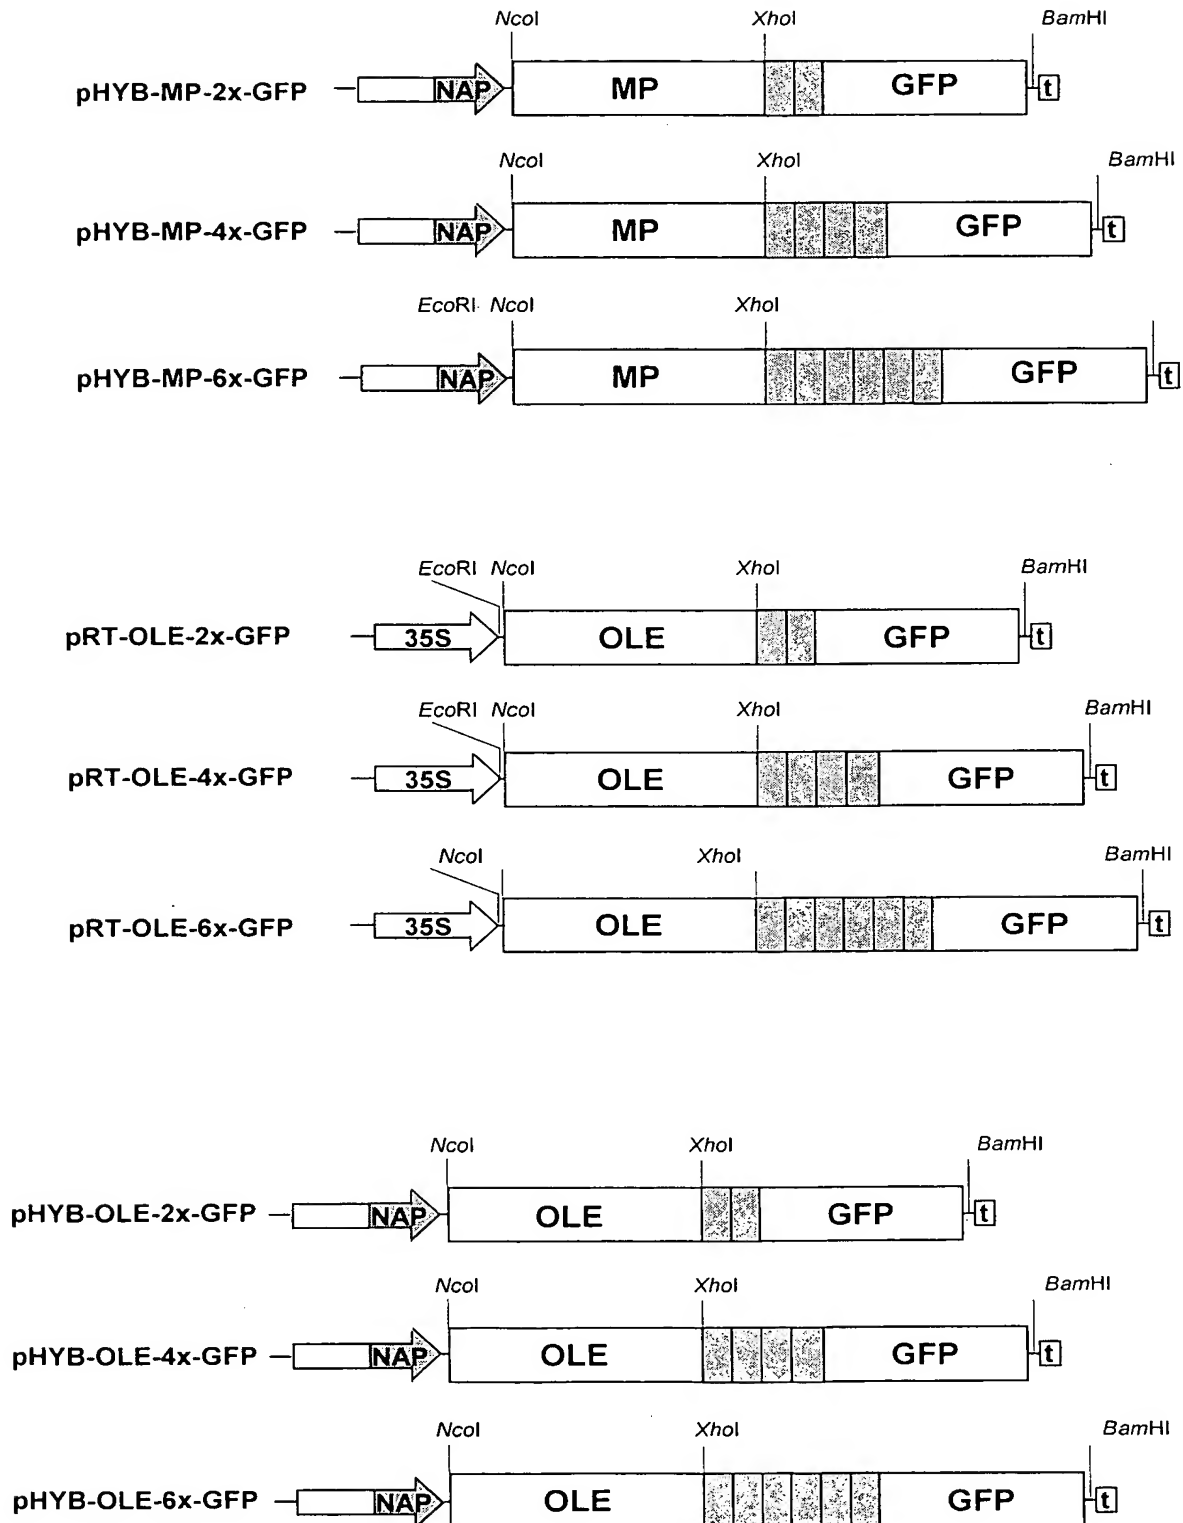 NcoI XhoI BamHI
pHYB-MP-2x-GFP NAP MP GFP t
NcoI XhoI BamHI
pHYB-MP-4x-GFP NAP MP GFP t
EcoRI NcoI XhoI
pHYB-MP-6x-GFP NAP MP GFP t
EcoRI NcoI XhoI BamHI
pRT-OLE-2x-GFP 35S OLE GFP t
EcoRI NcoI XhoI BamHI
pRT-OLE-4x-GFP 35S OLE GFP t
NcoI XhoI BamHI
pRT-OLE-6x-GFP 35S OLE GFP t
NcoI XhoI BamHI
pHYB-OLE-2x-GFP NAP OLE GFP t
NcoI XhoI BamHI
pHYB-OLE-4x-GFP NAP OLE GFP t
NcoI XhoI BamHI
pHYB-OLE-6x-GFP NAP OLE GFP t